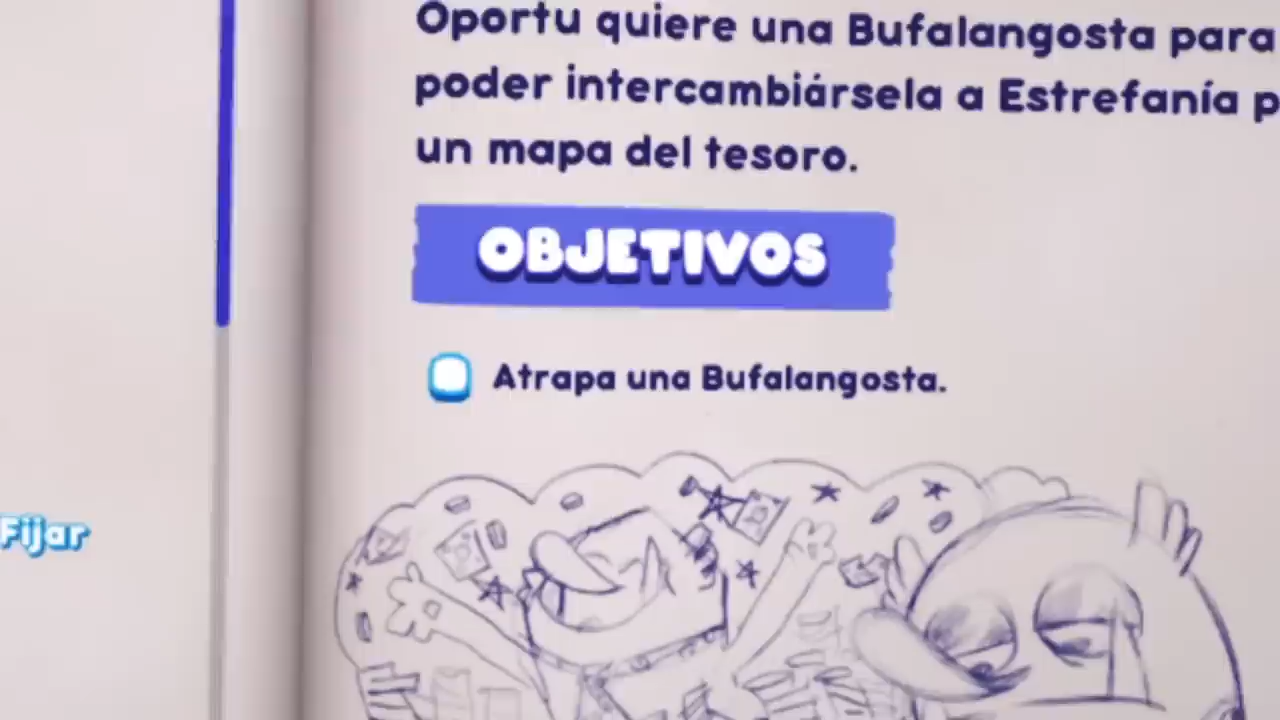 Oportu quiere una Bufalangosta para
poder intercambiársela a Estrefanía p
un mapa del tesoro.
OBJETIVOS
Atrapa una Bufalangosta.
Fijar